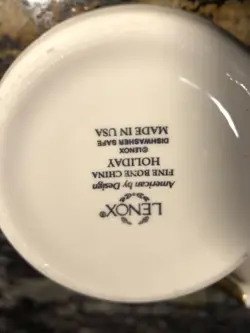 LENOX
American by Design
FINE BONE CHINA
HOLIDAY
©LENOX
DISHWASHER SAFE
MADE IN USA